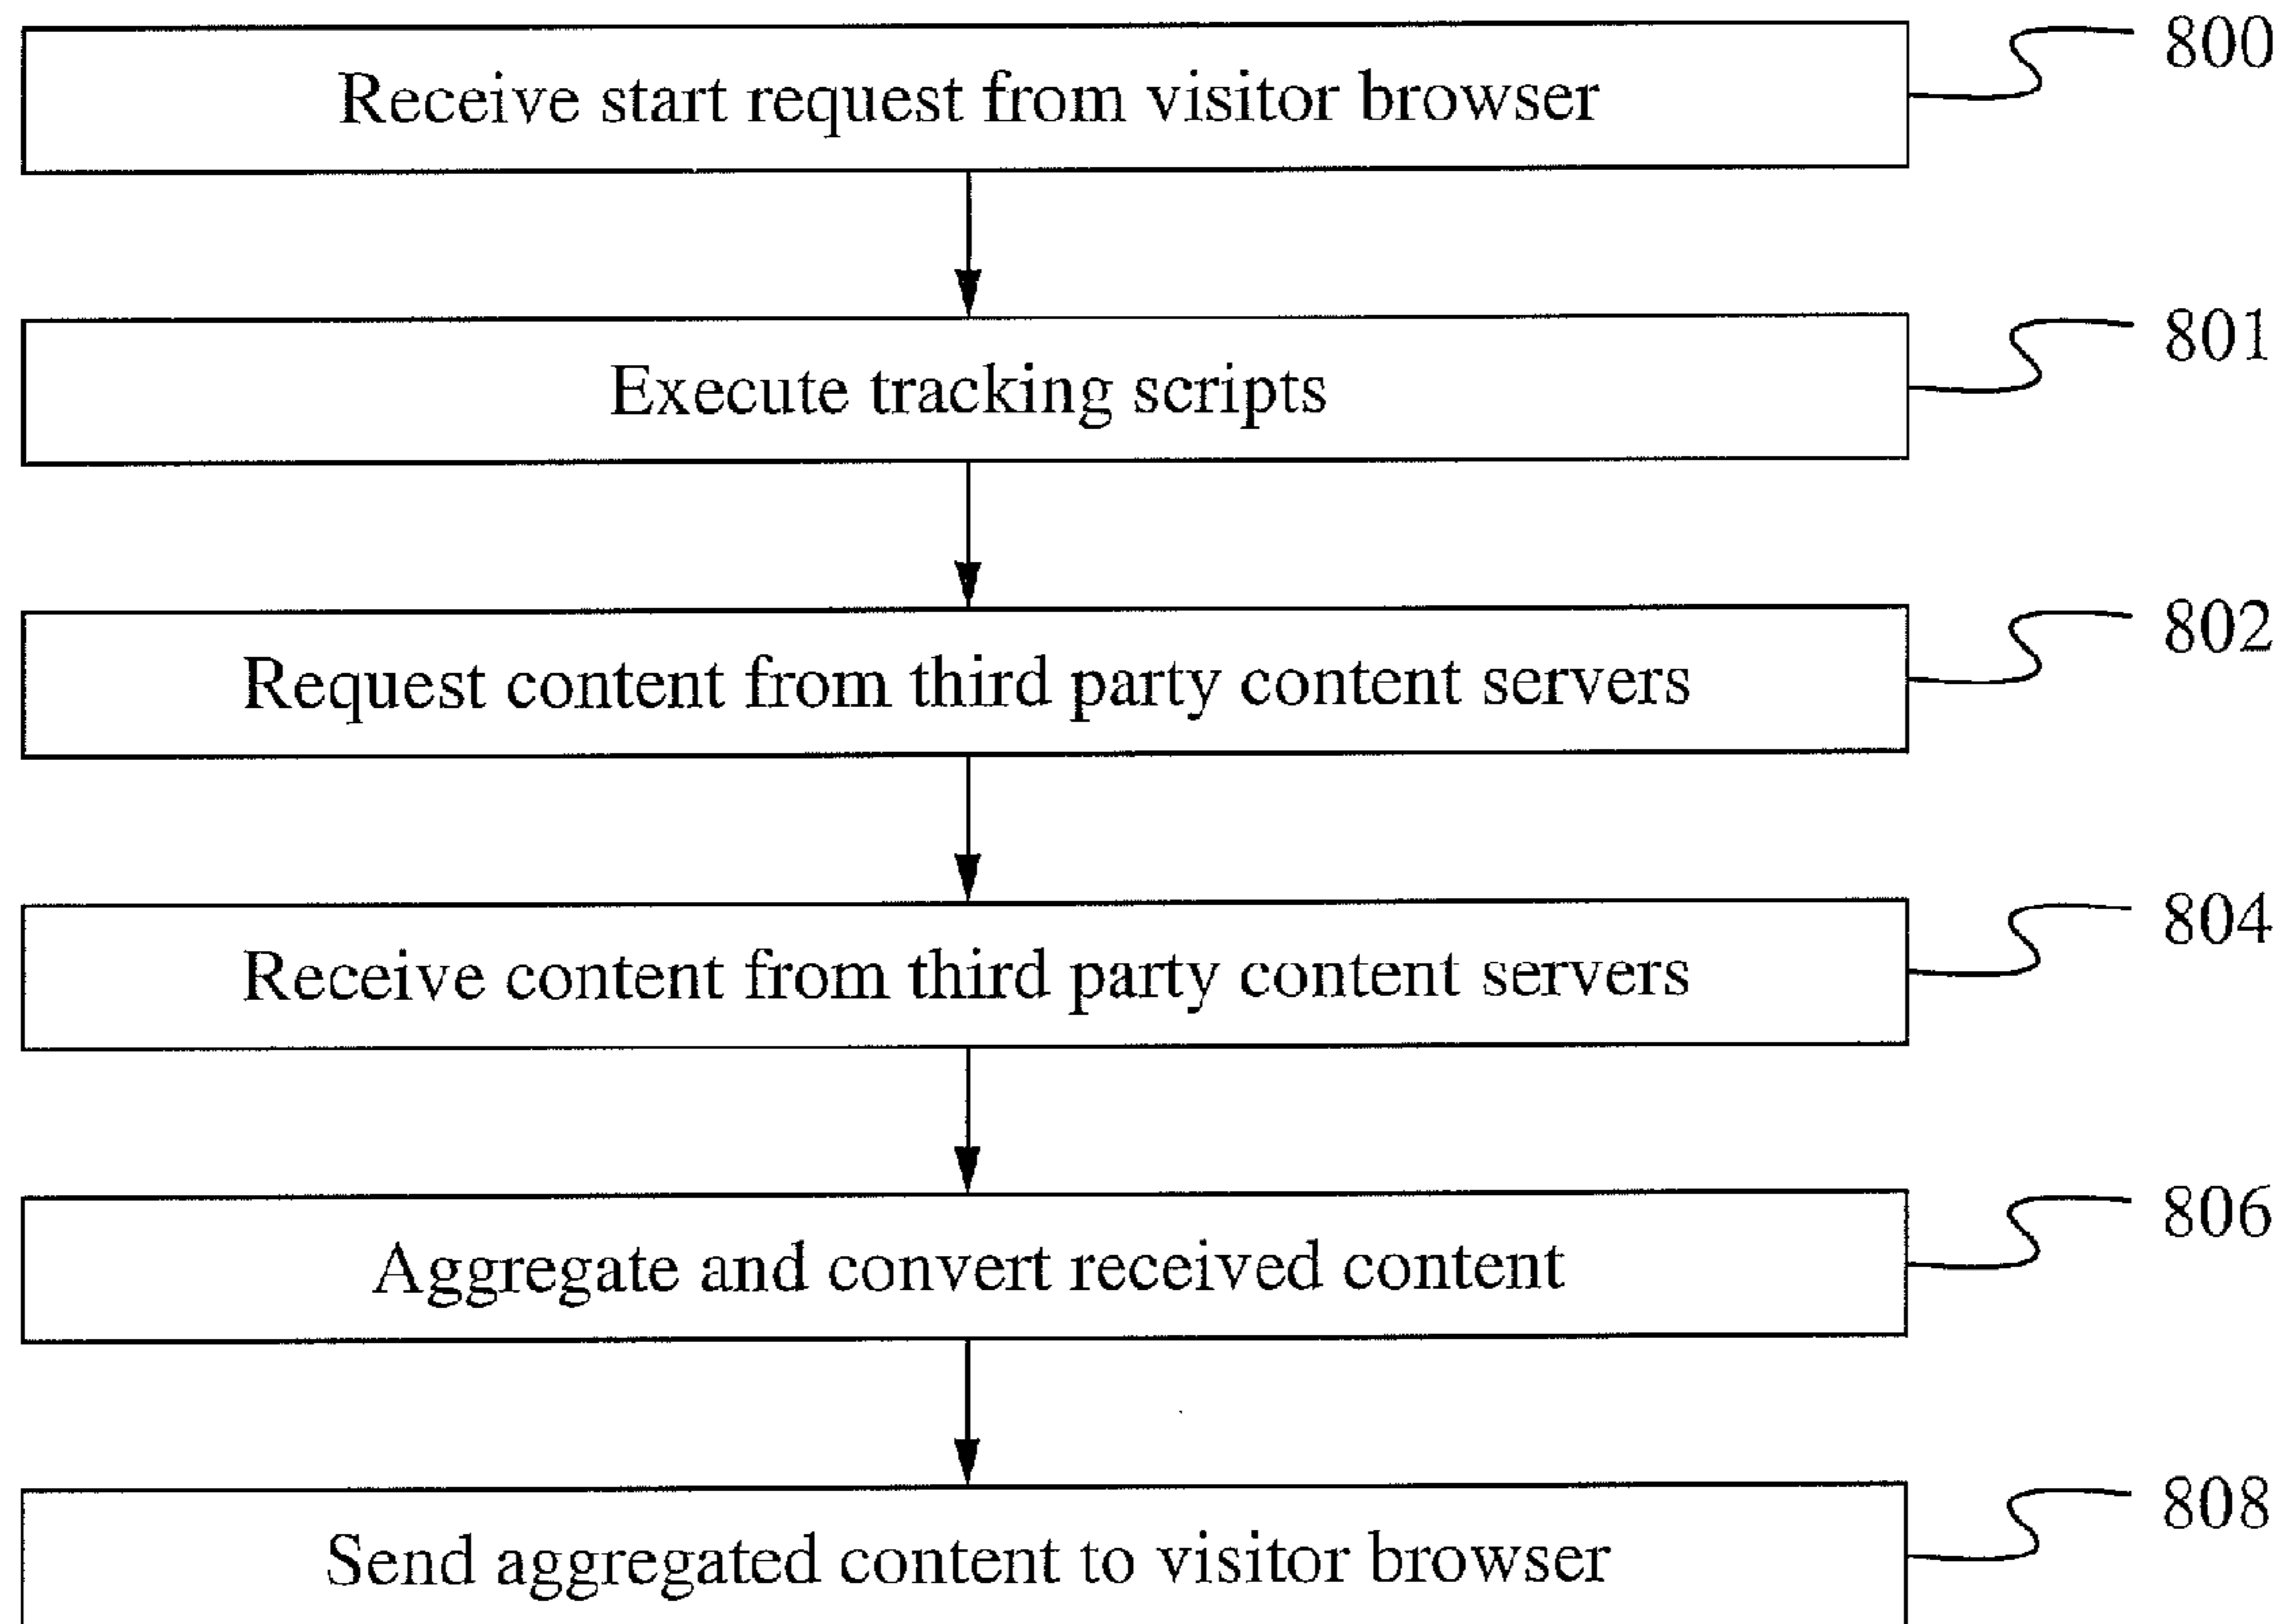 Receive start request from visitor browser
800
Execute tracking scripts
801
Request content from third party content servers
802
Receive content from third party content servers
804
Aggregate and convert received content
806
Send aggregated content to visitor browser
808